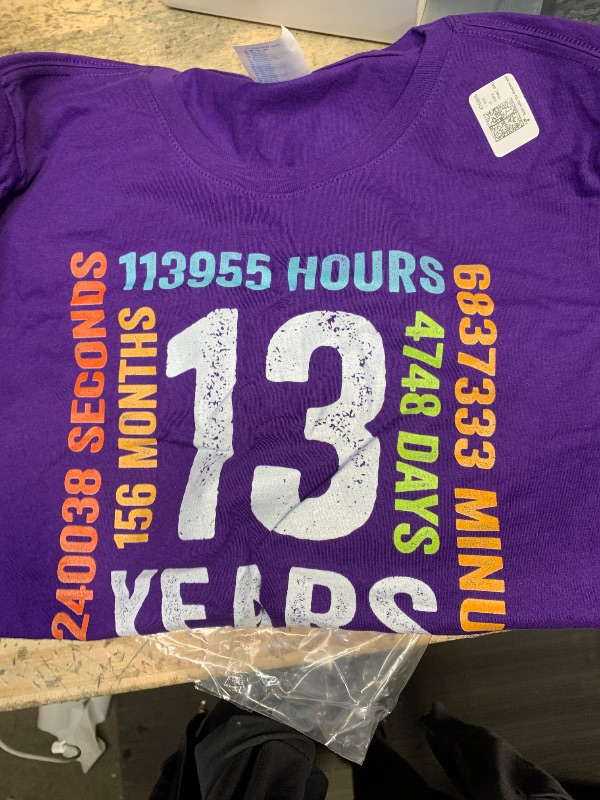 113955 HOURS
240038 SECONDS
156 MONTHS
13
4748 DAYS
6837333 MINU
YEARS